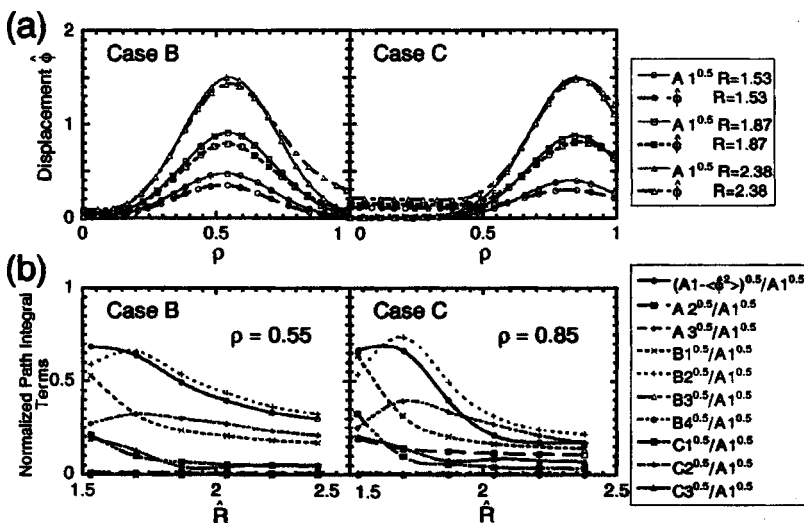 (a)
Displacement φ̂
2
1
0
Case B
Case C
0 0.5 1
0 0.5 1
ρ
ρ
A1^0.5 R=1.53
φ̂ R=1.53
A1^0.5 R=1.87
φ̂ R=1.87
A1^0.5 R=2.38
φ̂ R=2.38
(b)
Normalized Path Integral
Terms
1
0.5
0
Case B
ρ = 0.55
Case C
ρ = 0.85
1.5 2 2.5
1.5 2 2.5
R̂
R̂
(A1-<φ̂²>)^0.5/A1^0.5
A2^0.5/A1^0.5
A3^0.5/A1^0.5
B1^0.5/A1^0.5
B2^0.5/A1^0.5
B3^0.5/A1^0.5
B4^0.5/A1^0.5
C1^0.5/A1^0.5
C2^0.5/A1^0.5
C3^0.5/A1^0.5